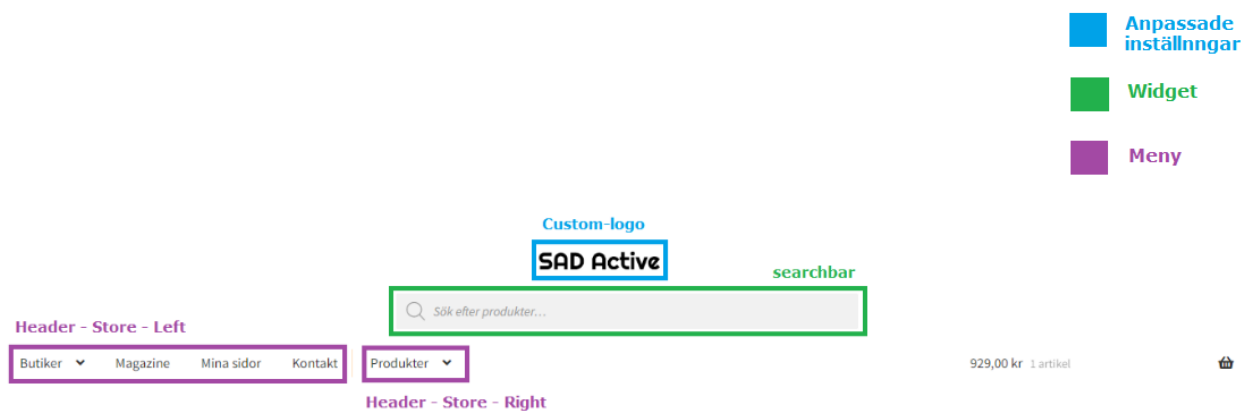 Anpassade
inställnngar
Widget
Meny
Custom-logo
SAD Active
searchbar
Sök efter produkter...
Header - Store - Left
Butiker Magazine Mina sidor Kontakt Produkter 929,00 kr 1 artikel
Header - Store - Right